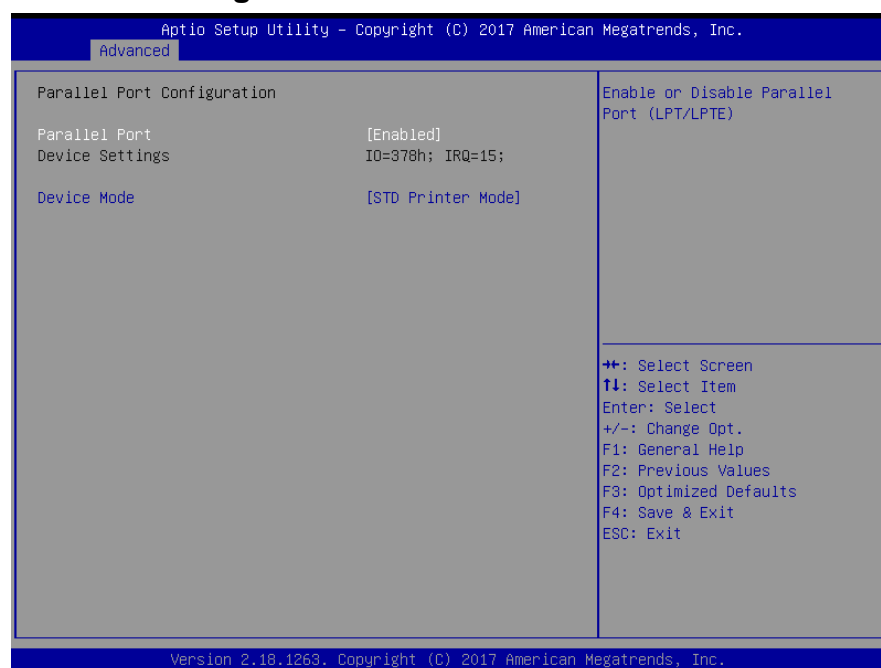 Aptio Setup Utility – Copyright (C) 2017 American Megatrends, Inc.
Advanced
Parallel Port Configuration
Parallel Port [Enabled]
Device Settings IO=378h; IRQ=15;
Device Mode [STD Printer Mode]
Enable or Disable Parallel
Port (LPT/LPTE)
→←: Select Screen
↑↓: Select Item
Enter: Select
+/-: Change Opt.
F1: General Help
F2: Previous Values
F3: Optimized Defaults
F4: Save & Exit
ESC: Exit
Version 2.18.1263. Copyright (C) 2017 American Megatrends, Inc.